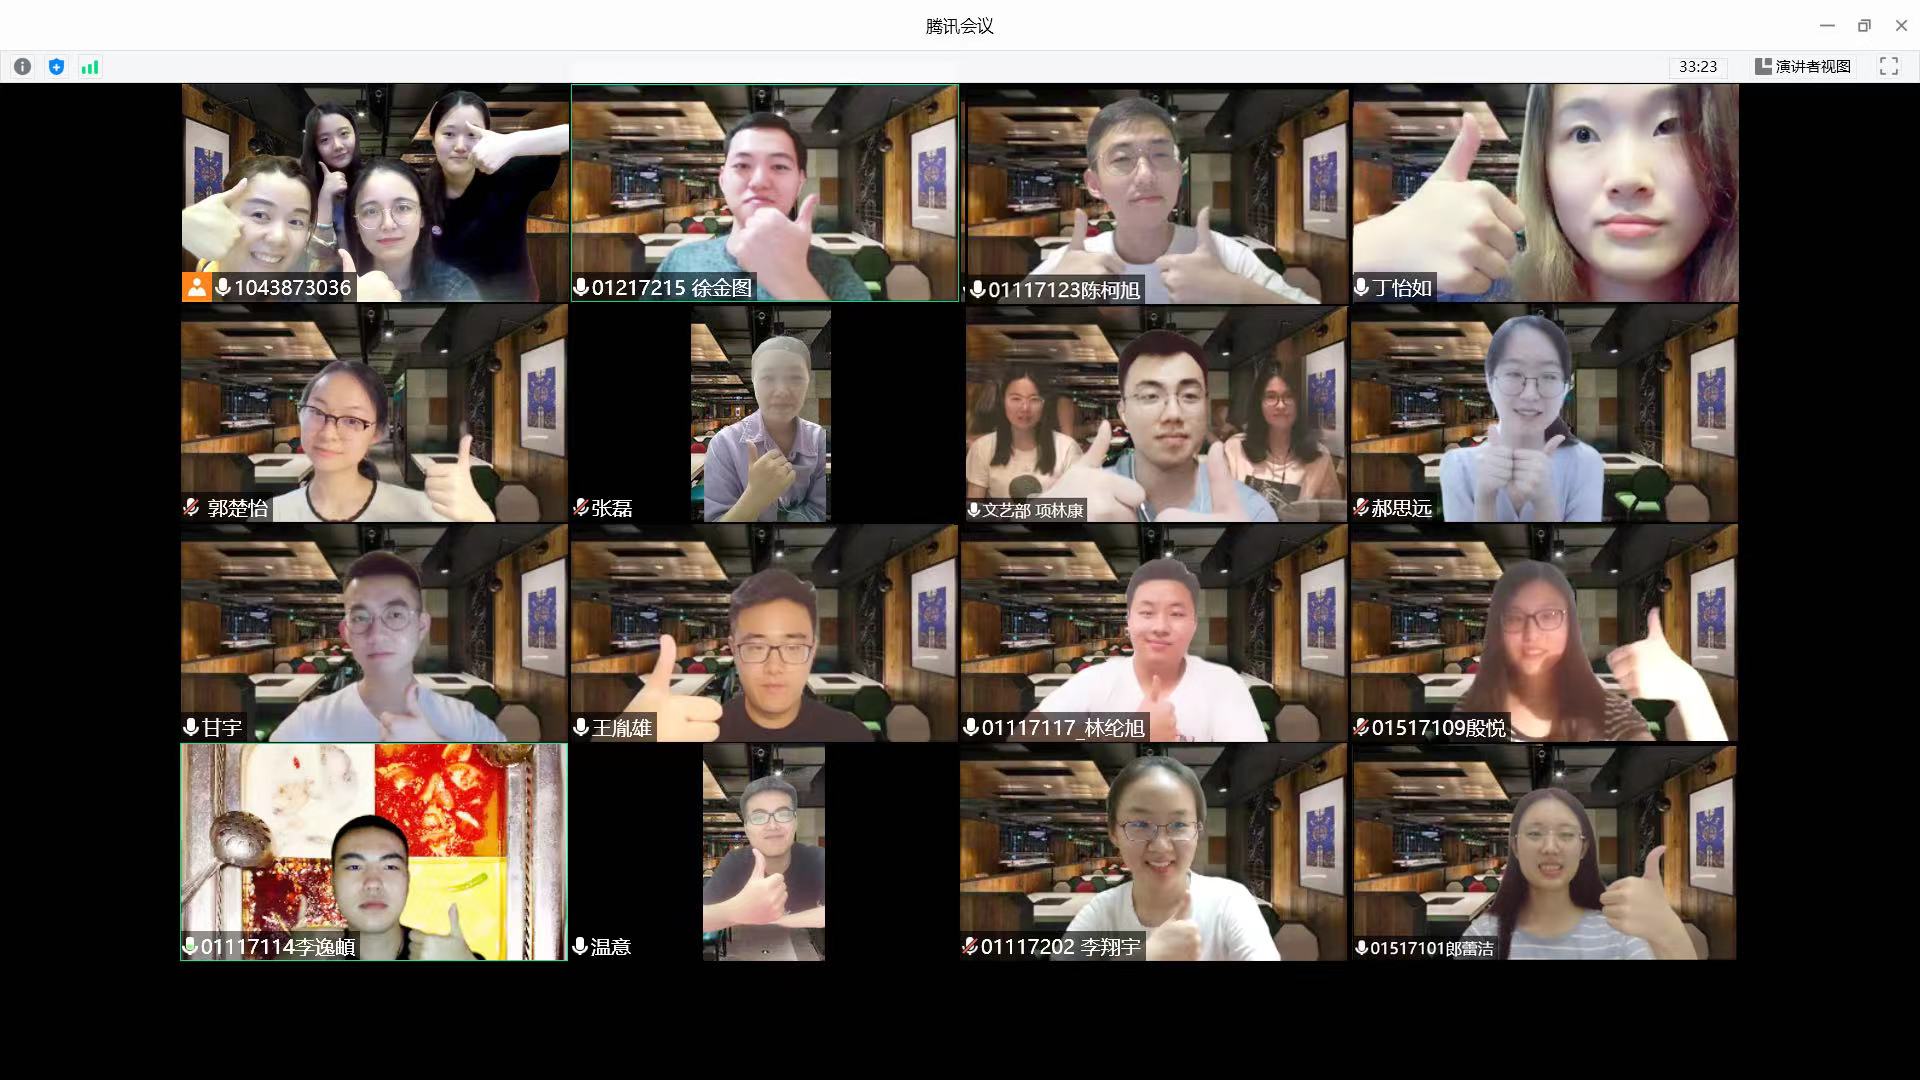 腾讯会议
33:23
演讲者视图
1043873036
01217215 徐金图
01117123陈柯旭
丁怡如
郭楚怡
张磊
文艺部 项林康
郝思远
甘宇
王胤雄
01117117_林纶旭
01517109殷悦
01117114李逸頔
温意
01117202 李翔宇
01517101郎蕾洁